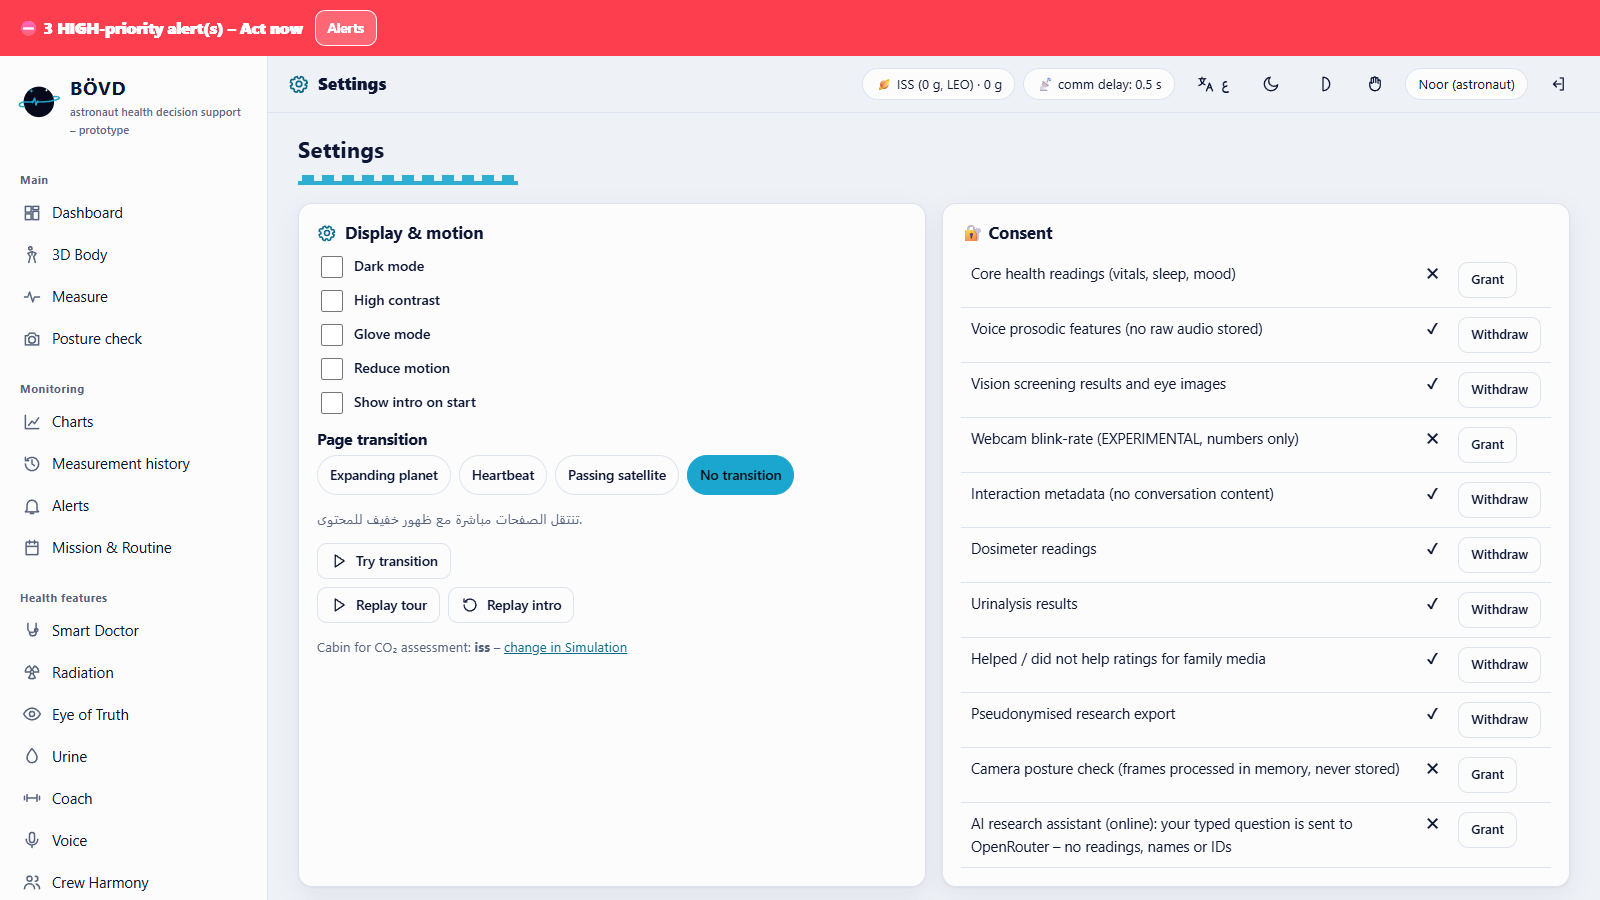 3 HIGH-priority alert(s) – Act now
Alerts
BÖVD
astronaut health decision support
– prototype
Settings
ISS (0 g, LEO) · 0 g
comm delay: 0.5 s
ع
Noor (astronaut)
Main
Dashboard
3D Body
Measure
Posture check
Monitoring
Charts
Measurement history
Alerts
Mission & Routine
Health features
Smart Doctor
Radiation
Eye of Truth
Urine
Coach
Voice
Crew Harmony
Settings
Display & motion
Dark mode
High contrast
Glove mode
Reduce motion
Show intro on start
Page transition
Expanding planet
Heartbeat
Passing satellite
No transition
تنتقل الصفحات مباشرة مع ظهور خفيف للمحتوى.
Try transition
Replay tour
Replay intro
Cabin for CO₂ assessment: iss – change in Simulation
Consent
Core health readings (vitals, sleep, mood)
Grant
Voice prosodic features (no raw audio stored)
Withdraw
Vision screening results and eye images
Withdraw
Webcam blink-rate (EXPERIMENTAL, numbers only)
Grant
Interaction metadata (no conversation content)
Withdraw
Dosimeter readings
Withdraw
Urinalysis results
Withdraw
Helped / did not help ratings for family media
Withdraw
Pseudonymised research export
Withdraw
Camera posture check (frames processed in memory, never stored)
Grant
AI research assistant (online): your typed question is sent to
OpenRouter – no readings, names or IDs
Grant